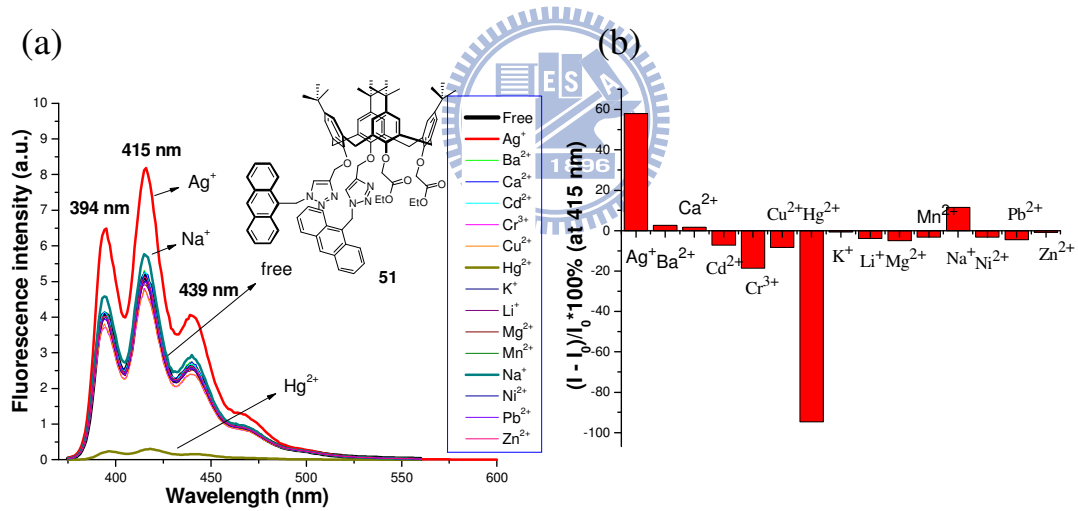 (a)
Fluorescence intensity (a.u.)
10
9
8
7
6
5
4
3
2
1
0
400
450
500
550
600
Wavelength (nm)
394 nm
415 nm
439 nm
Ag⁺
Na⁺
free
Hg²⁺
O
O
O
O
O
O
EtO
EtO
N
N
N
N
N
N
51
Free
Ag⁺
Ba²⁺
Ca²⁺
Cd²⁺
Cr³⁺
Cu²⁺
Hg²⁺
K⁺
Li⁺
Mg²⁺
Mn²⁺
Na⁺
Ni²⁺
Pb²⁺
Zn²⁺
E S A
1896
(b)
(I - I₀)/I₀*100% (at 415 nm)
60
40
20
0
-20
-40
-60
-80
-100
Ag⁺
Ba²⁺
Ca²⁺
Cd²⁺
Cr³⁺
Cu²⁺
Hg²⁺
K⁺
Li⁺
Mg²⁺
Mn²⁺
Na⁺
Ni²⁺
Pb²⁺
Zn²⁺